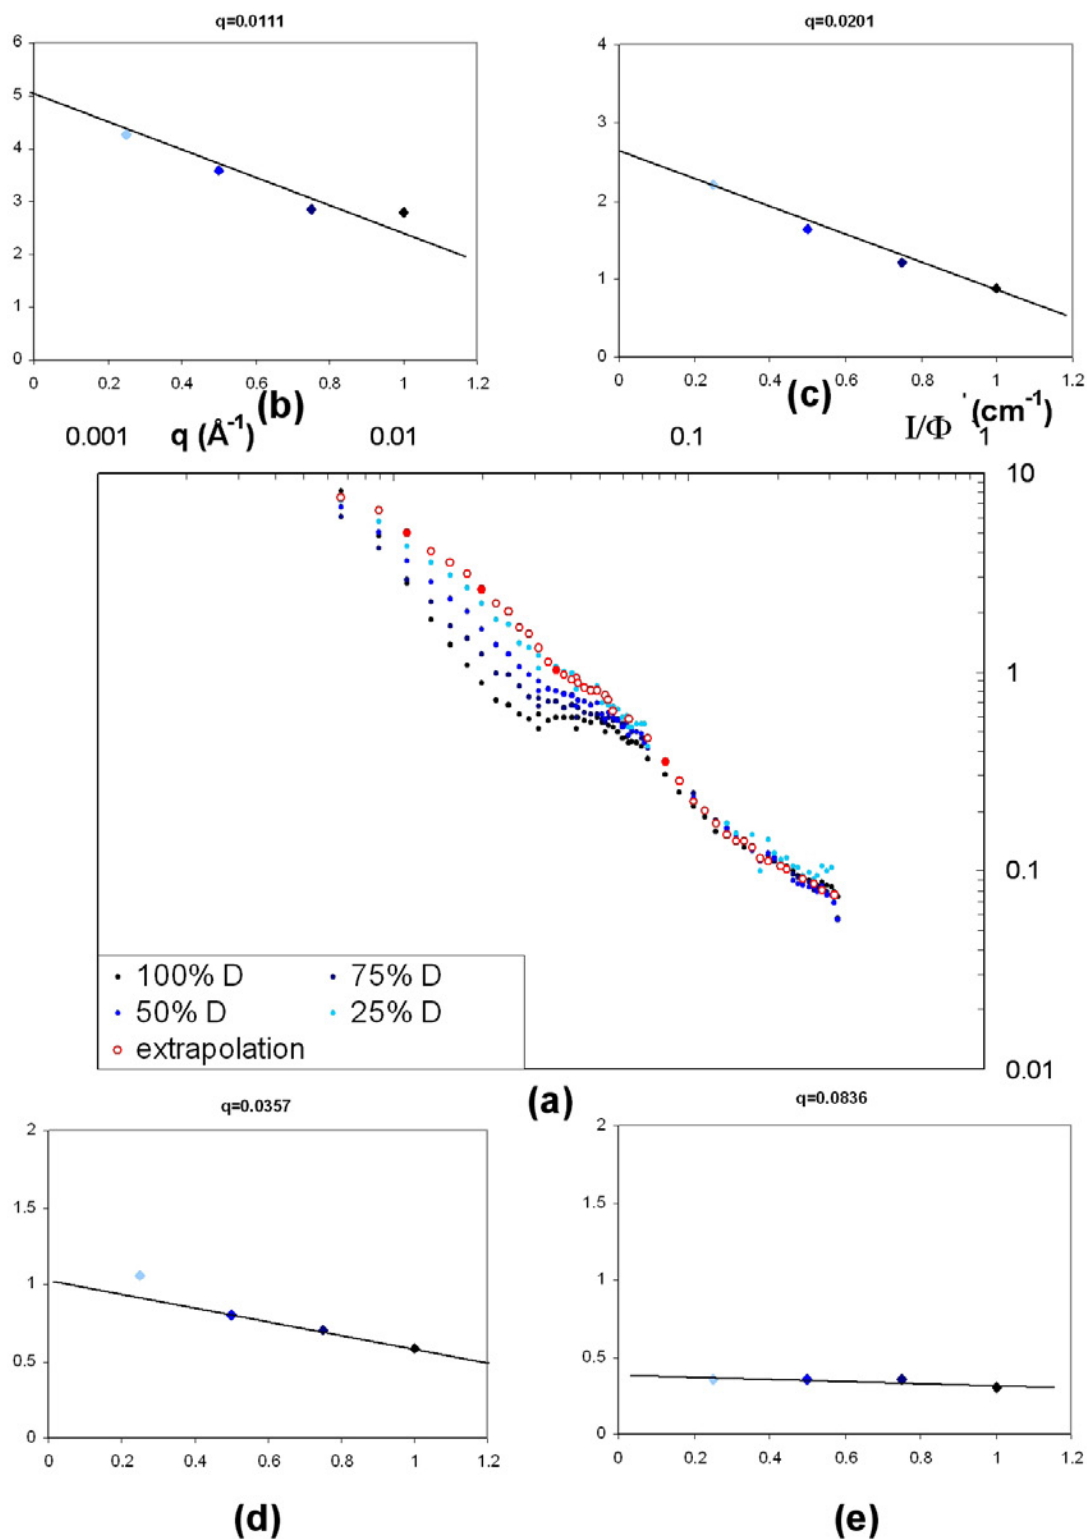 q=0.0111
q=0.0201
6
5
4
3
2
1
0
0 0.2 0.4 0.6 0.8 1 1.2
4
3
2
1
0
0 0.2 0.4 0.6 0.8 1 1.2
(b)
(c)
0.001 q (Å-1) 0.01 0.1 I/Φ ' (cm-1) 1
10
1
0.1
0.01
100% D 75% D
50% D 25% D
extrapolation
(a)
q=0.0357
q=0.0836
2
1.5
1
0.5
0
0 0.2 0.4 0.6 0.8 1 1.2
2
1.5
1
0.5
0
0 0.2 0.4 0.6 0.8 1 1.2
(d)
(e)